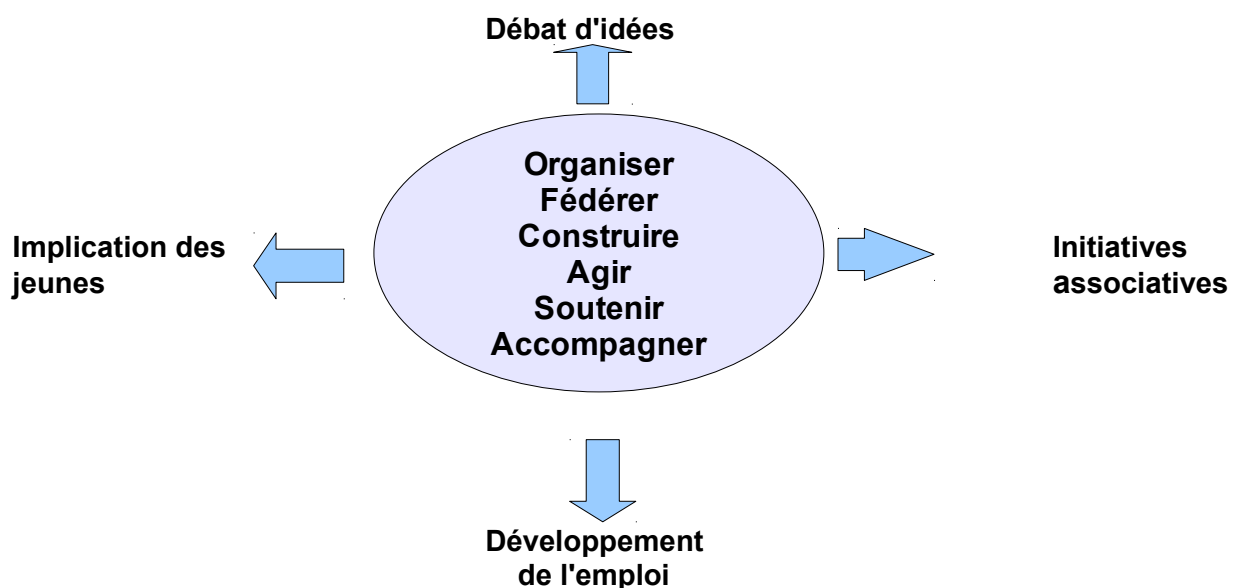 Débat d'idées
Organiser
Fédérer
Construire
Agir
Soutenir
Accompagner
Implication des
jeunes
Initiatives
associatives
Développement
de l'emploi